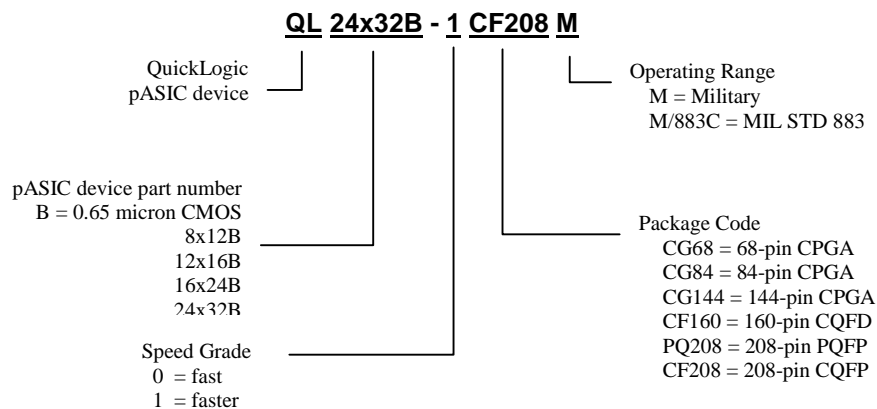 QL 24x32B - 1 CF208 M
QuickLogic
pASIC device
Operating Range
M = Military
M/883C = MIL STD 883
pASIC device part number
B = 0.65 micron CMOS
8x12B
12x16B
16x24B
24x32B
Speed Grade
0 = fast
1 = faster
Package Code
CG68 = 68-pin CPGA
CG84 = 84-pin CPGA
CG144 = 144-pin CPGA
CF160 = 160-pin CQFD
PQ208 = 208-pin PQFP
CF208 = 208-pin CQFP